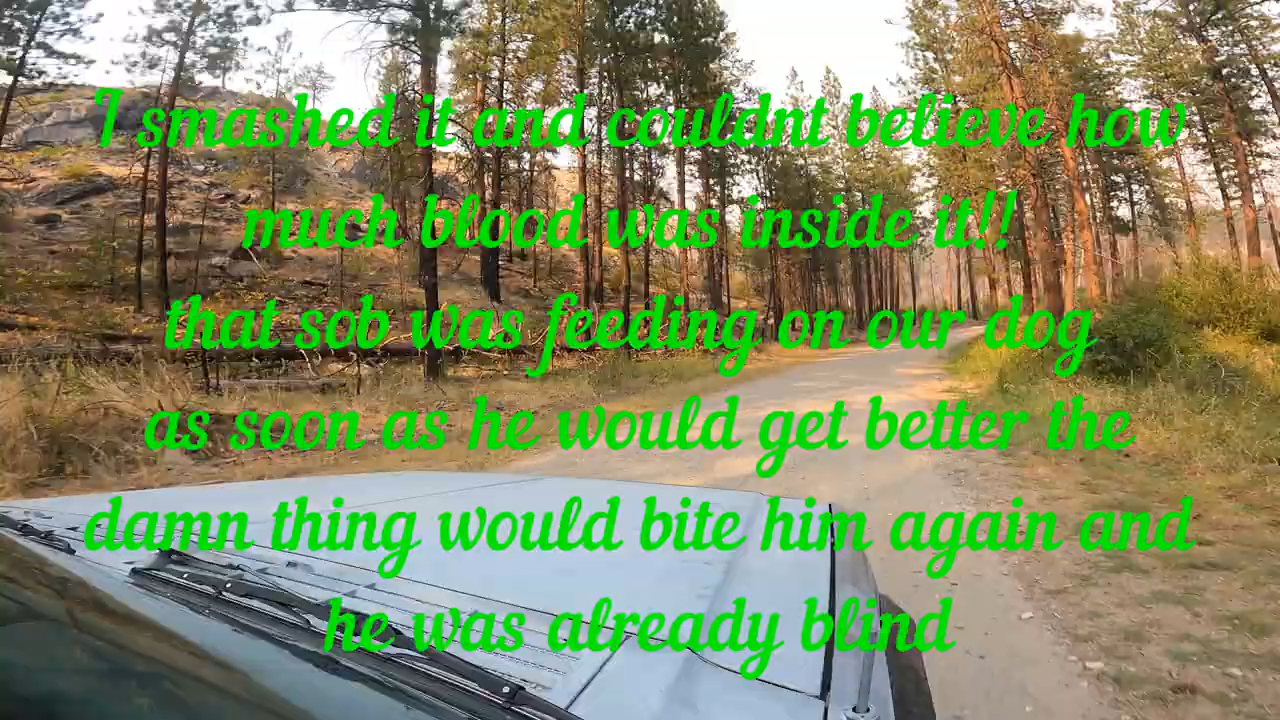 I smashed it and couldnt believe how
much blood was inside it!!
that sob was feeding on our dog
as soon as he would get better the
damn thing would bite him again and
he was already blind